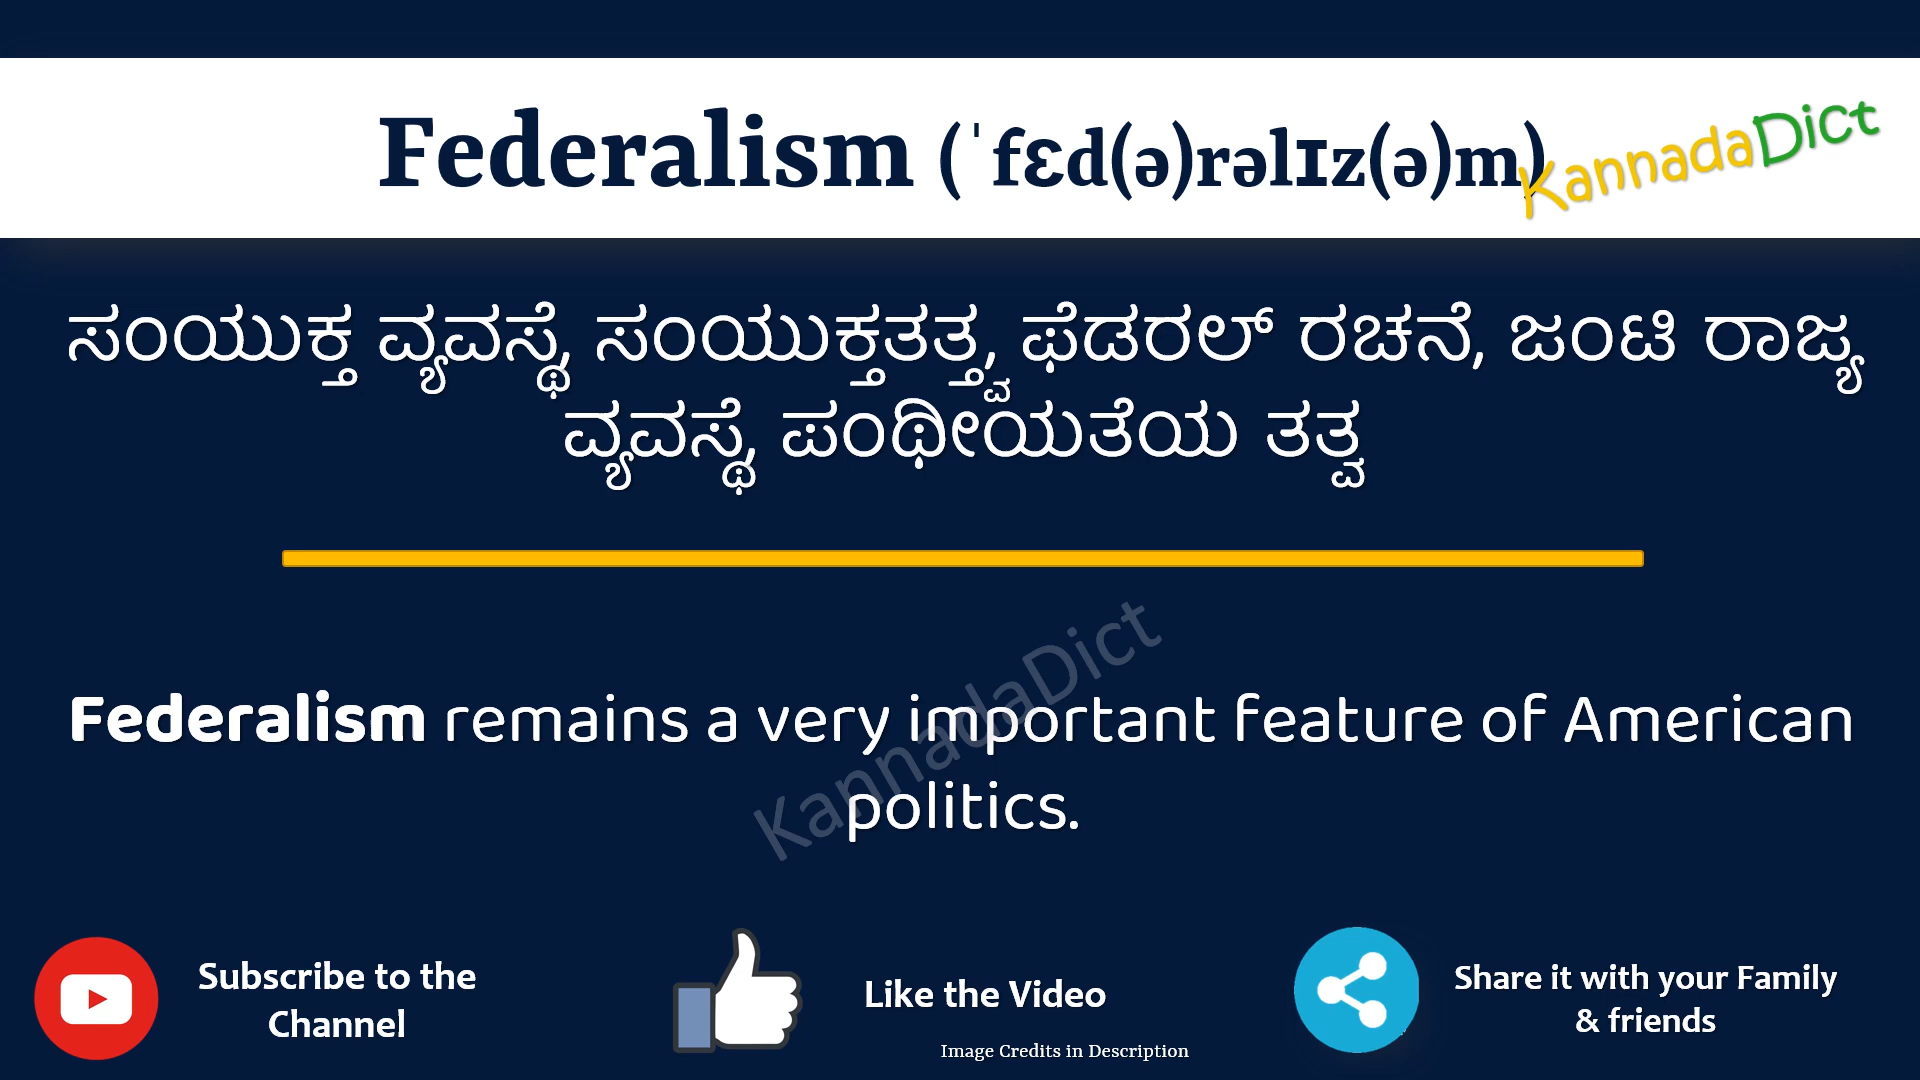 Federalism (ˈfɛd(ə)rəlɪz(ə)m)
KannadaDict
ಸಂಯುಕ್ತ ವ್ಯವಸ್ಥೆ, ಸಂಯುಕ್ತತತ್ತ್ವ, ಫೆಡರಲ್ ರಚನೆ, ಜಂಟಿ ರಾಜ್ಯ
ವ್ಯವಸ್ಥೆ, ಪಂಥೀಯತೆಯ ತತ್ವ
KannadaDict
Federalism remains a very important feature of American
politics.
Subscribe to the
Channel
Like the Video
Share it with your Family
& friends
Image Credits in Description